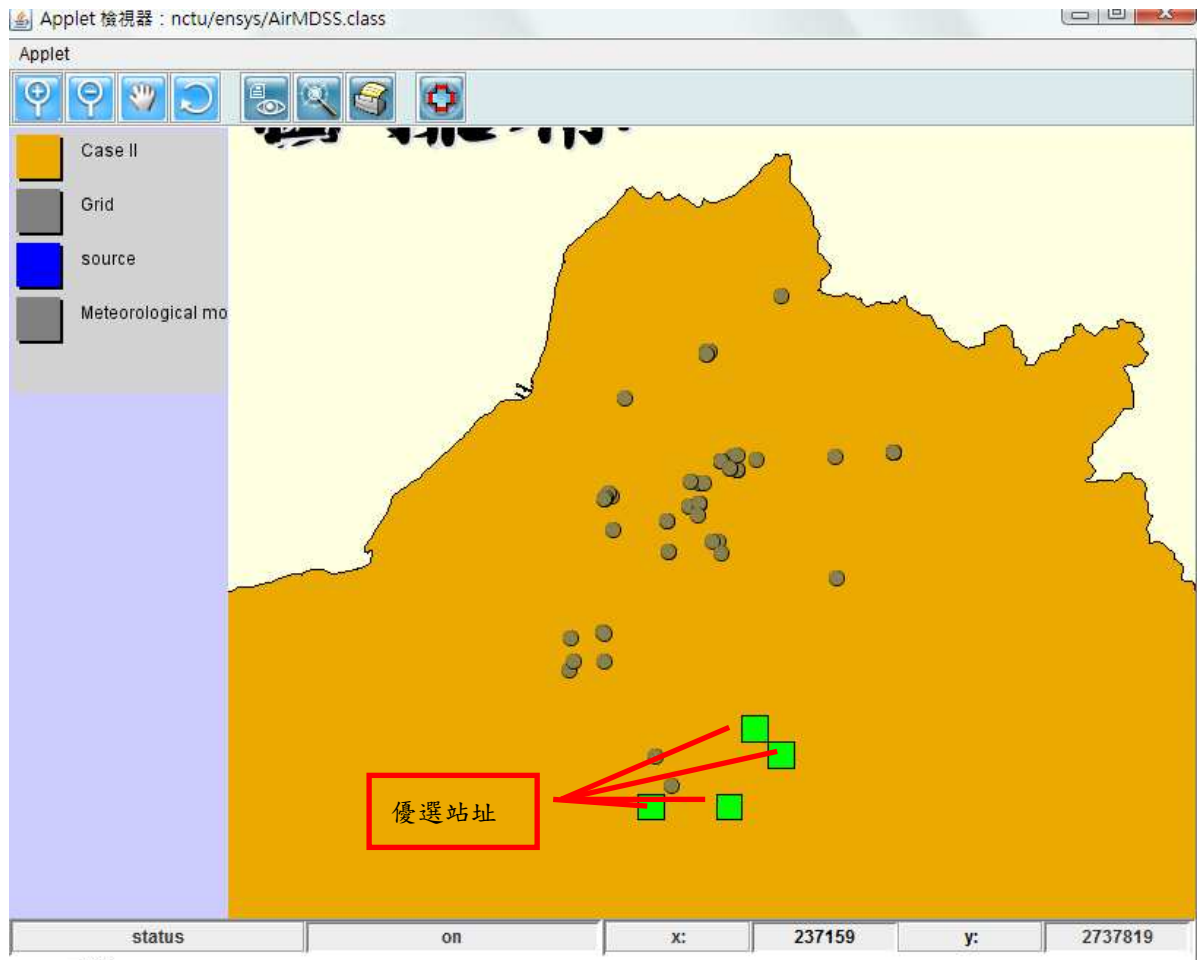 Applet 檢視器：nctu/ensys/AirMDSS.class
Applet
Case II
Grid
source
Meteorological mo
優選站址
status on x: 237159 y: 2737819